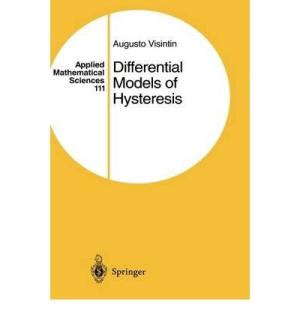 Augusto Visintin
Applied
Mathematical
Sciences
111
Differential
Models of
Hysteresis
Springer